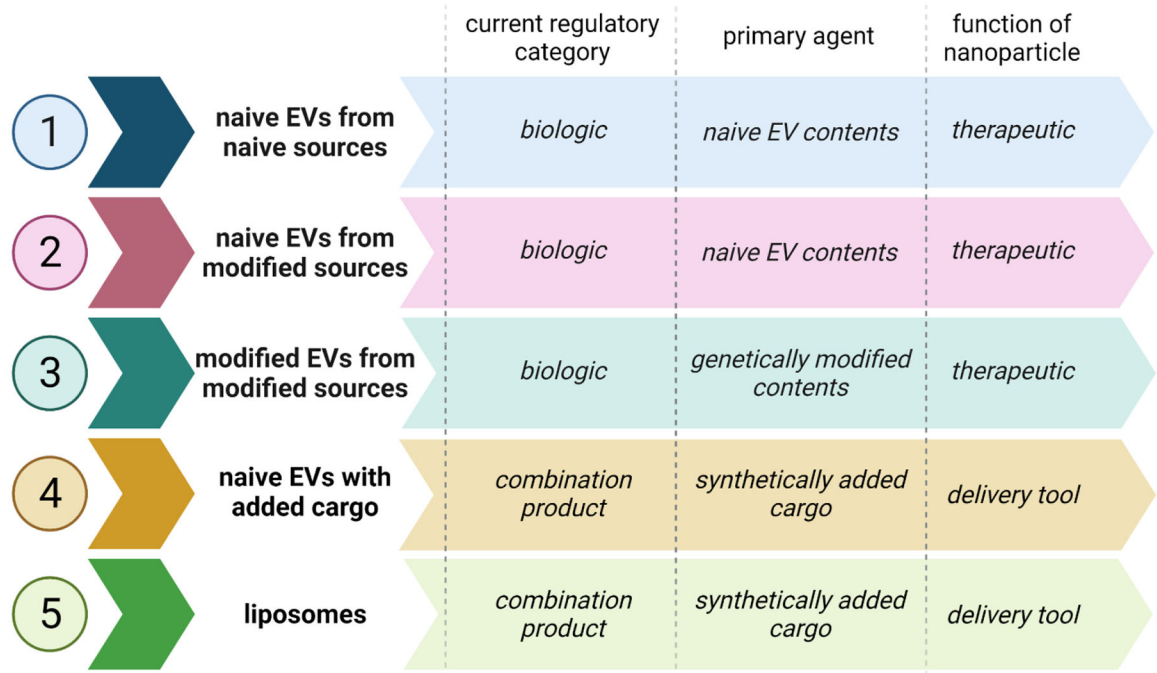 current regulatory
category
primary agent
function of
nanoparticle
1
naive EVs from
naive sources
biologic
naive EV contents
therapeutic
2
naive EVs from
modified sources
biologic
naive EV contents
therapeutic
3
modified EVs from
modified sources
biologic
genetically modified
contents
therapeutic
4
naive EVs with
added cargo
combination
product
synthetically added
cargo
delivery tool
5
liposomes
combination
product
synthetically added
cargo
delivery tool